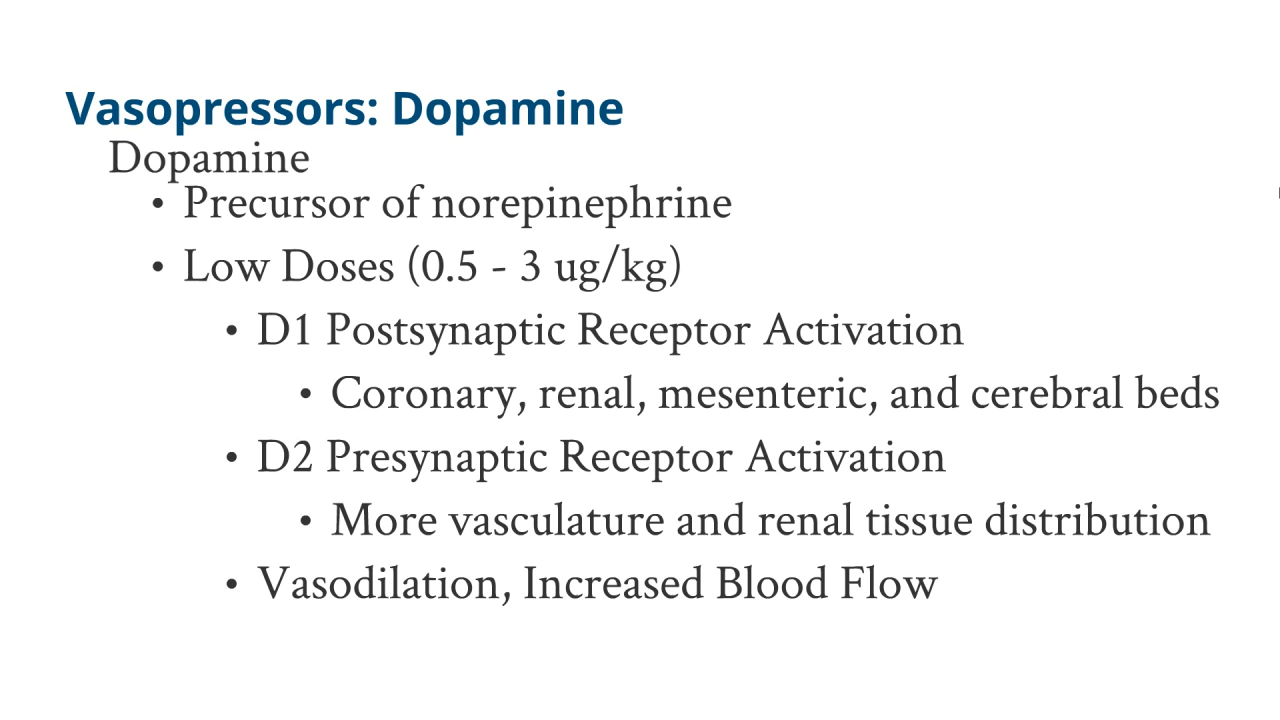 Vasopressors: Dopamine
Dopamine
• Precursor of norepinephrine
• Low Doses (0.5 - 3 ug/kg)
• D1 Postsynaptic Receptor Activation
• Coronary, renal, mesenteric, and cerebral beds
• D2 Presynaptic Receptor Activation
• More vasculature and renal tissue distribution
• Vasodilation, Increased Blood Flow